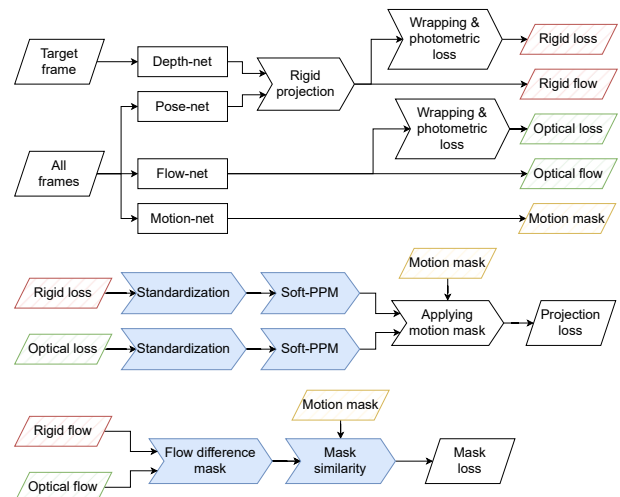 Target
frame
Depth-net
Pose-net
Rigid
projection
Wrapping &
photometric
loss
Rigid loss
Rigid flow
All
frames
Flow-net
Motion-net
Wrapping &
photometric
loss
Optical loss
Optical flow
Motion mask
Rigid loss
Standardization
Soft-PPM
Optical loss
Standardization
Soft-PPM
Motion mask
Applying
motion mask
Projection
loss
Rigid flow
Optical flow
Flow difference
mask
Motion mask
Mask
similarity
Mask
loss